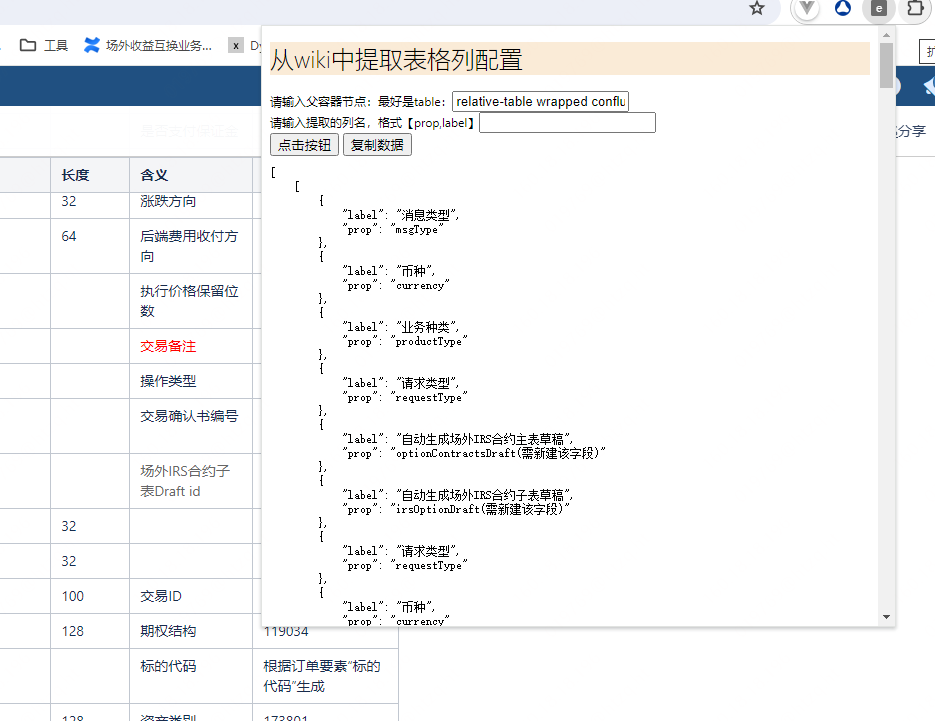 工具
场外收益互换业务...
x
Dy
e
从wiki中提取表格列配置
请输入父容器节点：最好是table：
relative-table wrapped conflu
请输入提取的列名，格式【prop,label】
点击按钮
复制数据
分享
[
[
{
"label": "消息类型",
"prop": "msgType"
},
{
"label": "币种",
"prop": "currency"
},
{
"label": "业务种类",
"prop": "productType"
},
{
"label": "请求类型",
"prop": "requestType"
},
{
"label": "自动生成场外IRS合约主表草稿",
"prop": "optionContractsDraft(需新建该字段)"
},
{
"label": "自动生成场外IRS合约子表草稿",
"prop": "irsOptionDraft(需新建该字段)"
},
{
"label": "请求类型",
"prop": "requestType"
},
{
"label": "币种",
"prop": "currency"
长度
含义
32
涨跌方向
64
后端费用收付方
向
执行价格保留位
数
交易备注
操作类型
交易确认书编号
场外IRS合约子
表Draft id
32
32
100
交易ID
128
期权结构
119034
标的代码
根据订单要素"标的
代码"生成
128
资产类别
173801